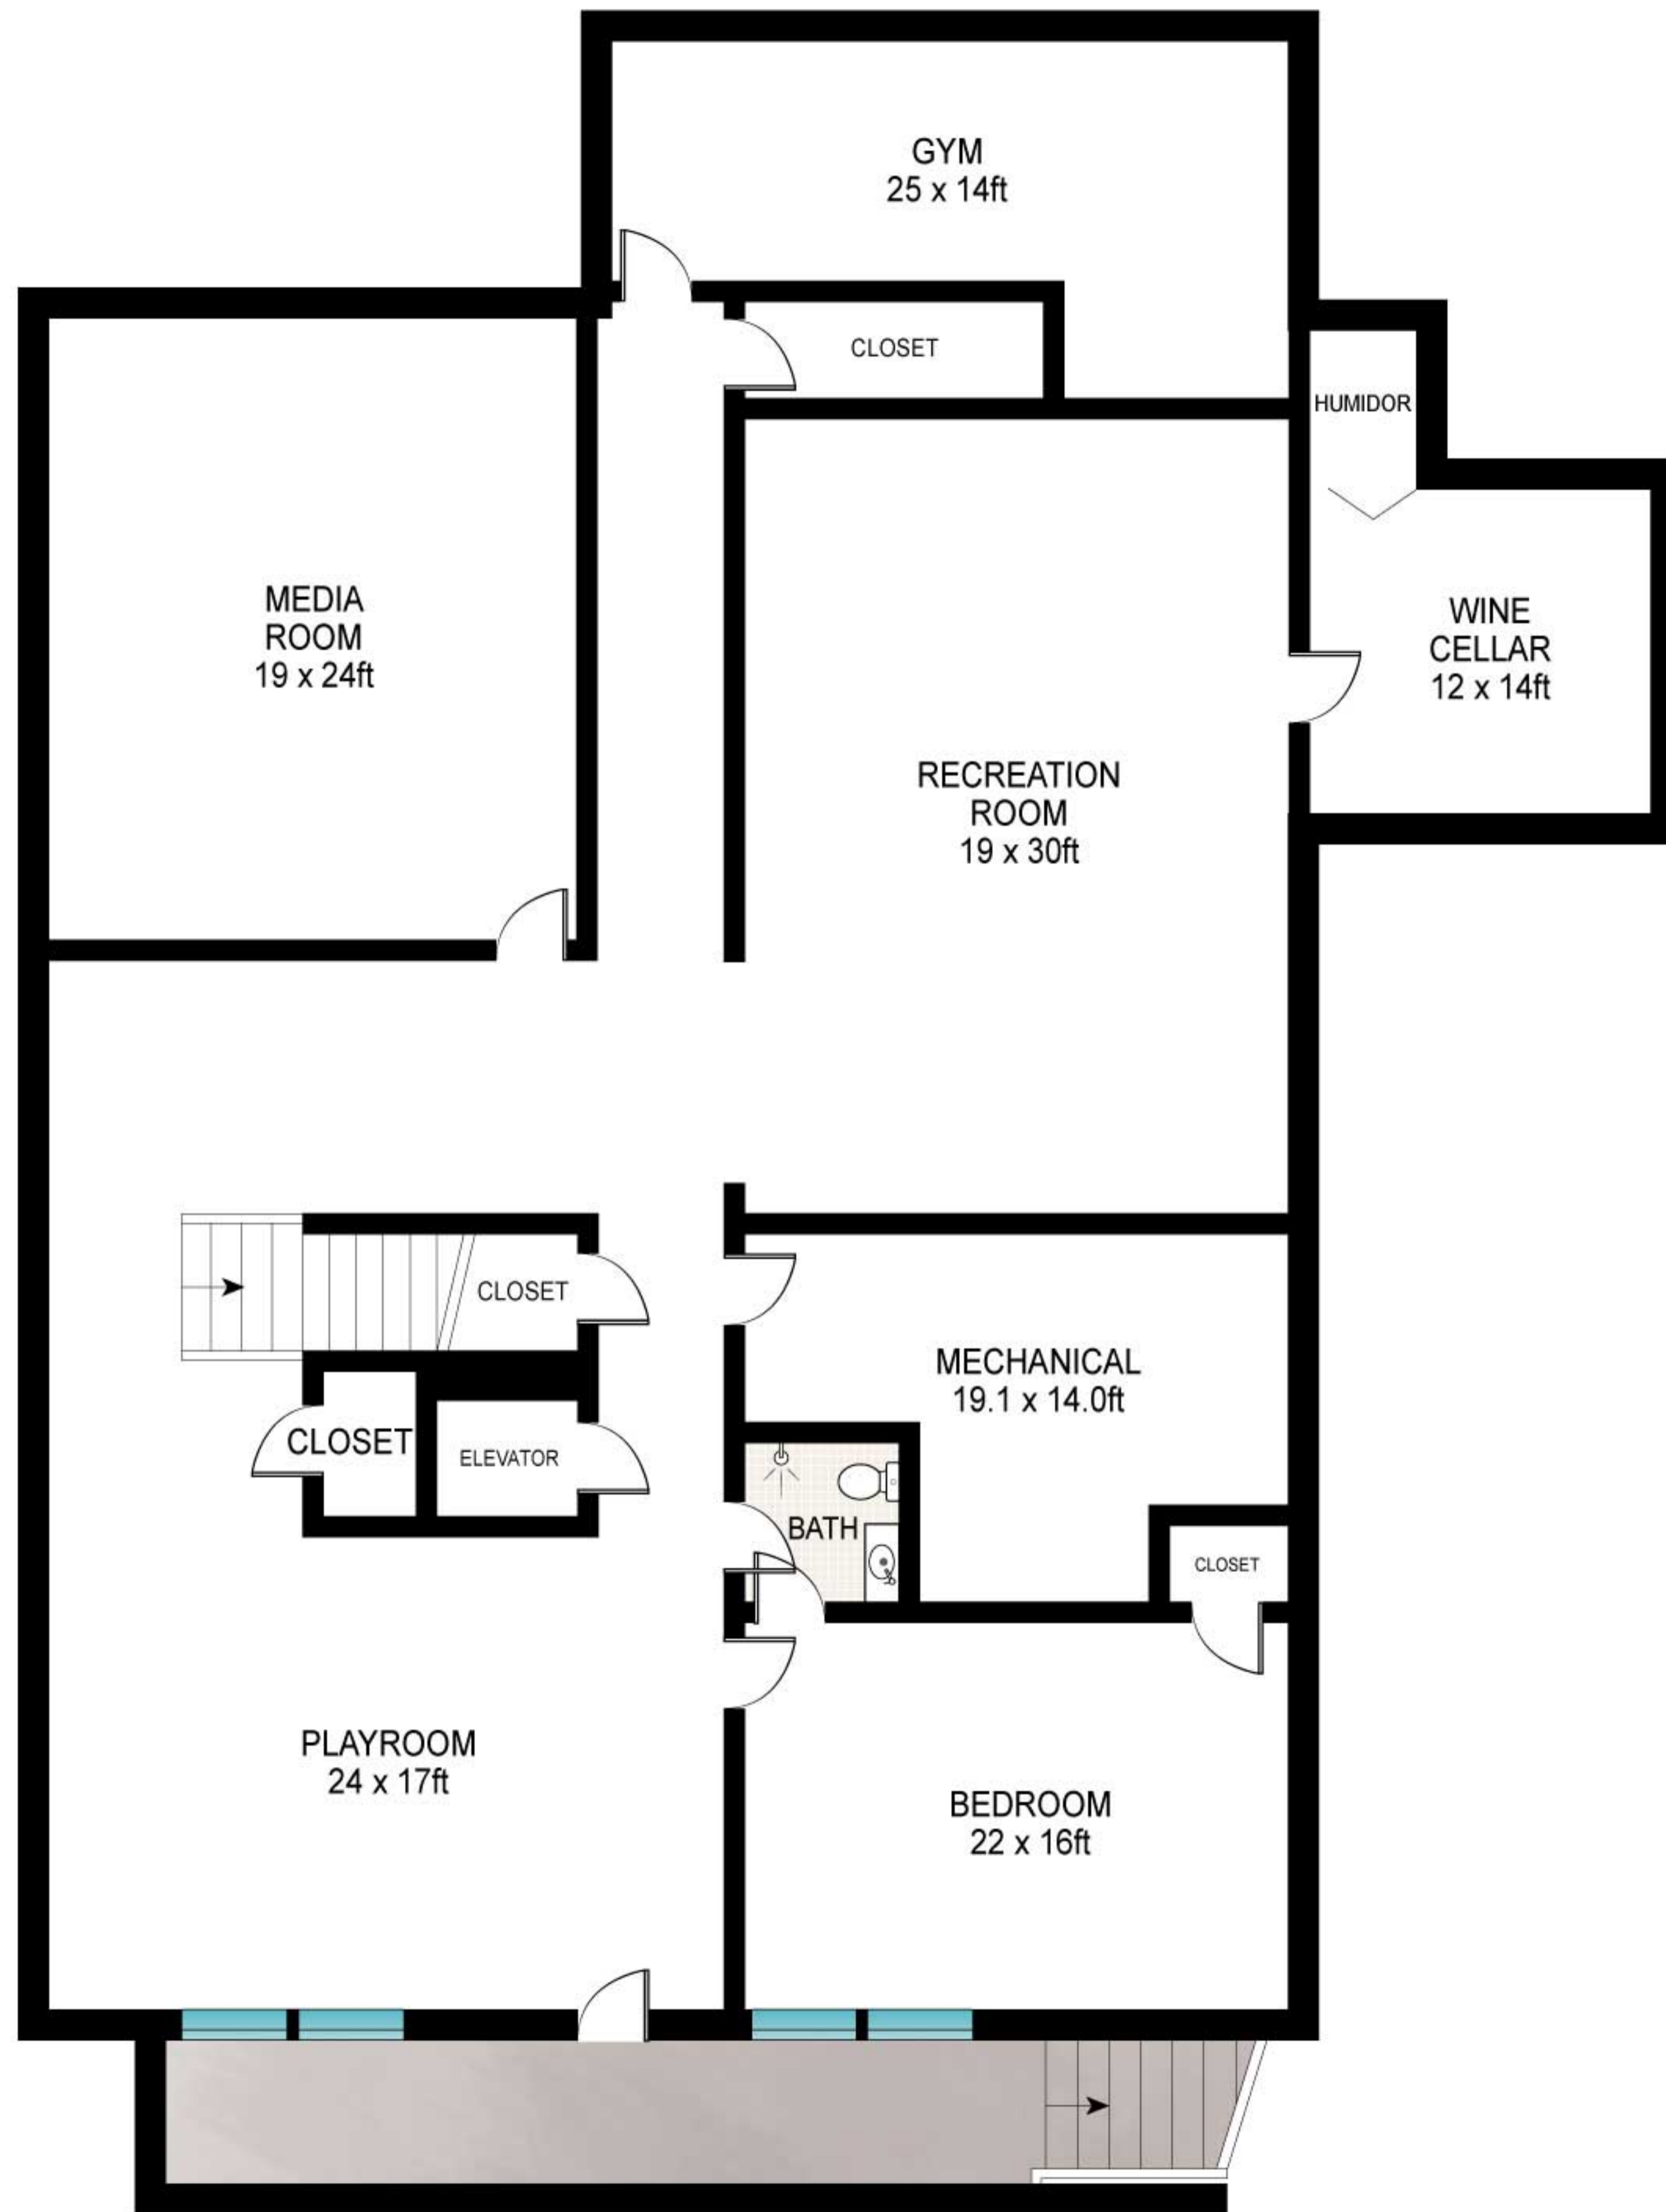 GYM
25 x 14ft
CLOSET
HUMIDOR
MEDIA
ROOM
19 x 24ft
WINE
CELLAR
12 x 14ft
RECREATION
ROOM
19 x 30ft
CLOSET
MECHANICAL
19.1 x 14.0ft
CLOSET
ELEVATOR
BATH
CLOSET
PLAYROOM
24 x 17ft
BEDROOM
22 x 16ft